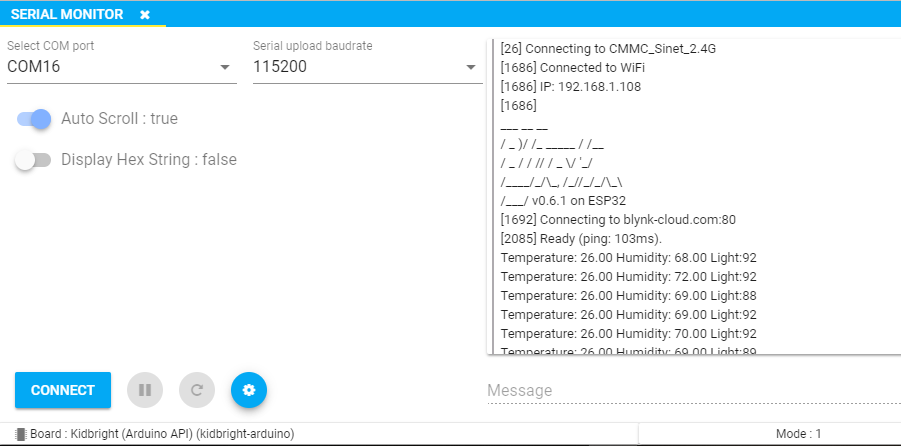 SERIAL MONITOR ✖
Select COM port
COM16
Serial upload baudrate
115200
Auto Scroll : true
Display Hex String : false
[26] Connecting to CMMC_Sinet_2.4G
[1686] Connected to WiFi
[1686] IP: 192.168.1.108
[1686]
___ __ __
/ _ )/ /_ _____ / /__
/ _ / / // / _ \/ '_/
/____/_/\_, /_//_/_/\_\
/___/ v0.6.1 on ESP32
[1692] Connecting to blynk-cloud.com:80
[2085] Ready (ping: 103ms).
Temperature: 26.00 Humidity: 68.00 Light:92
Temperature: 26.00 Humidity: 72.00 Light:92
Temperature: 26.00 Humidity: 69.00 Light:88
Temperature: 26.00 Humidity: 69.00 Light:92
Temperature: 26.00 Humidity: 70.00 Light:92
Temperature: 26.00 Humidity: 69.00 Light:89
CONNECT
Message
Board : Kidbright (Arduino API) (kidbright-arduino)
Mode : 1